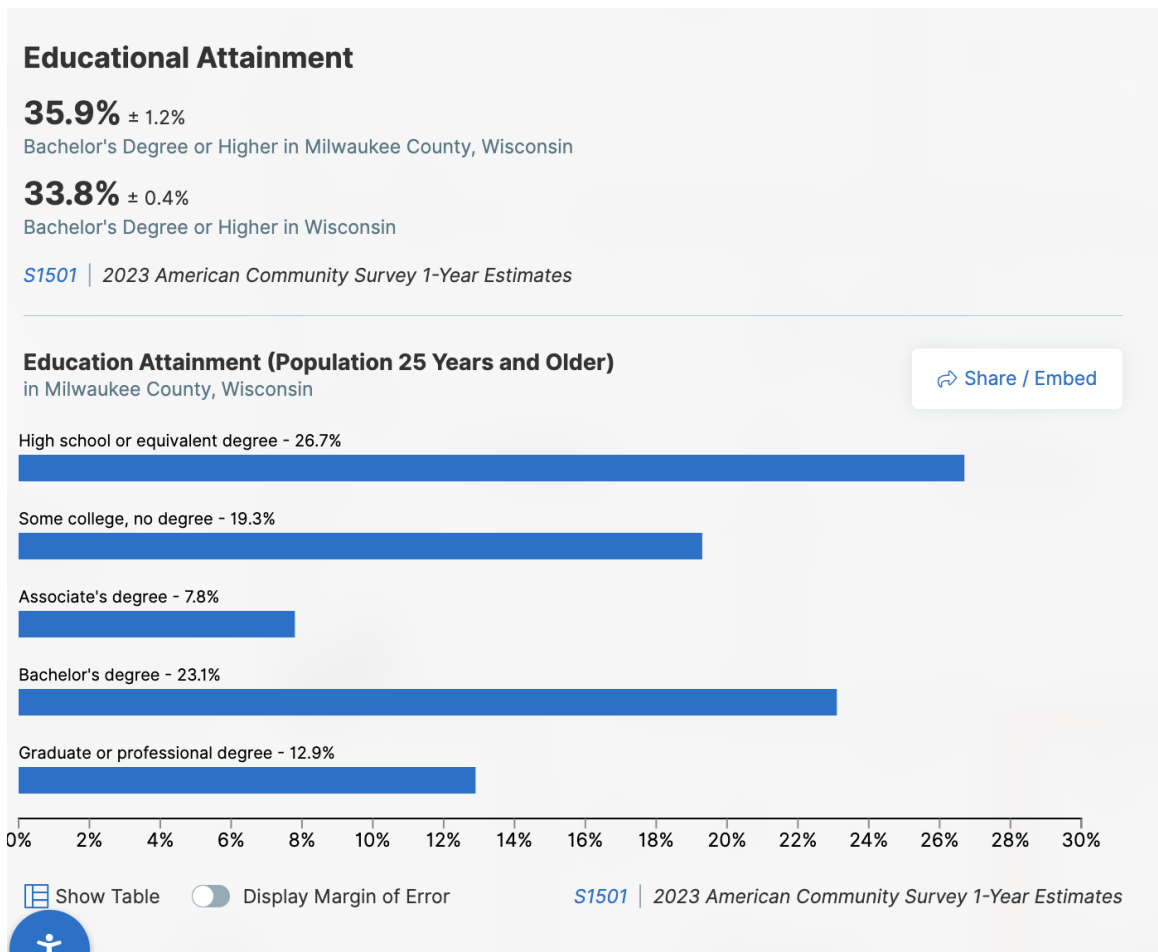 Educational Attainment
35.9% ± 1.2%
Bachelor's Degree or Higher in Milwaukee County, Wisconsin
33.8% ± 0.4%
Bachelor's Degree or Higher in Wisconsin
S1501 | 2023 American Community Survey 1-Year Estimates
Education Attainment (Population 25 Years and Older)
in Milwaukee County, Wisconsin
Share / Embed
High school or equivalent degree - 26.7%
Some college, no degree - 19.3%
Associate's degree - 7.8%
Bachelor's degree - 23.1%
Graduate or professional degree - 12.9%
0% 2% 4% 6% 8% 10% 12% 14% 16% 18% 20% 22% 24% 26% 28% 30%
Show Table Display Margin of Error S1501 | 2023 American Community Survey 1-Year Estimates